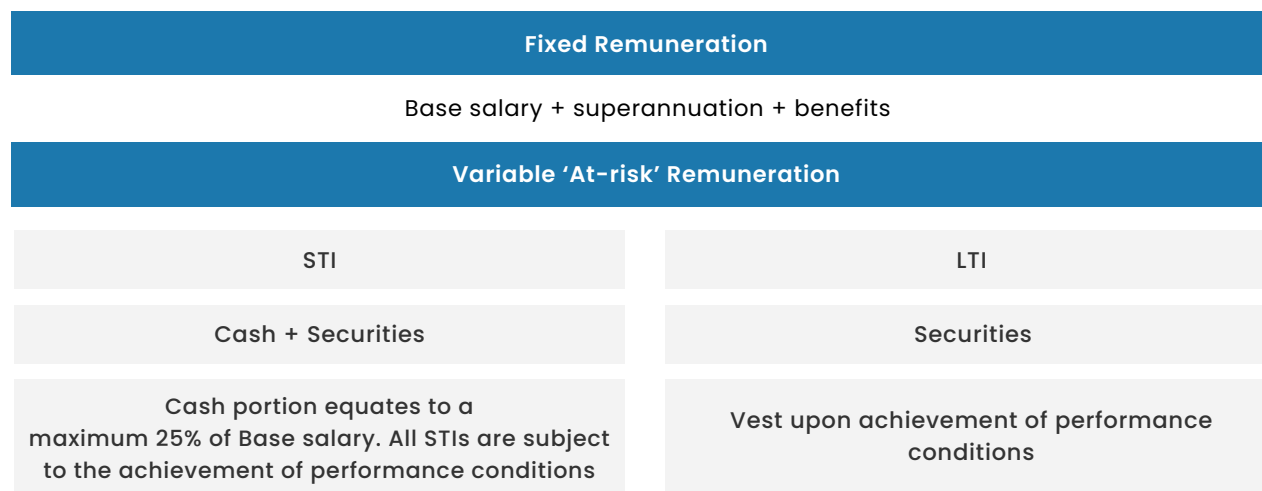 Fixed Remuneration
Base salary + superannuation + benefits
Variable ‘At-risk’ Remuneration
STI
LTI
Cash + Securities
Securities
Cash portion equates to a
maximum 25% of Base salary. All STIs are subject
to the achievement of performance conditions
Vest upon achievement of performance
conditions